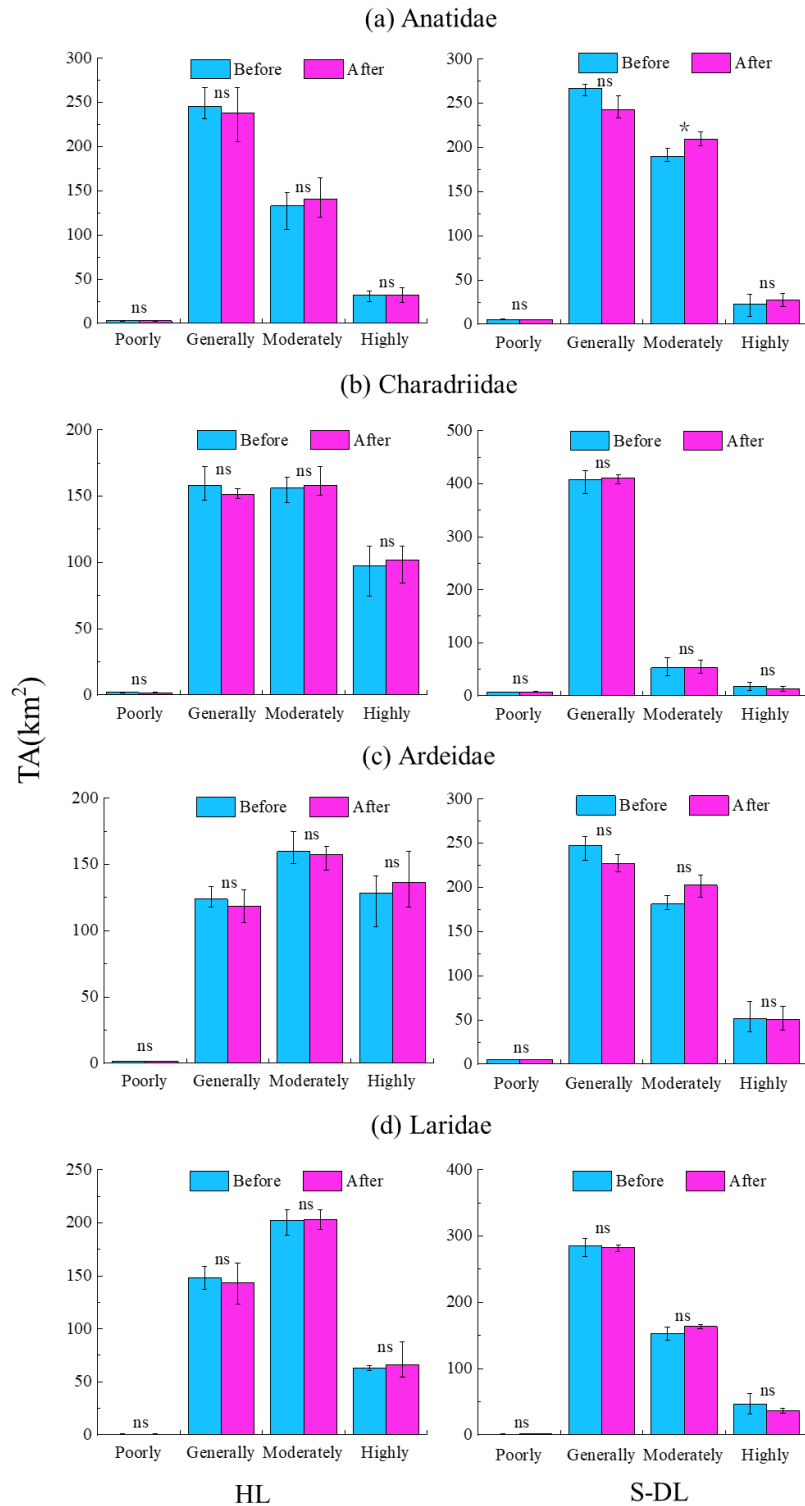 (a) Anatidae
Before After
300
250
200
150
100
50
0
ns
ns
ns
ns
Poorly Generally Moderately Highly
Before After
300
250
200
150
100
50
0
ns
ns
*
ns
Poorly Generally Moderately Highly
(b) Charadriidae
Before After
200
150
100
50
0
ns
ns
ns
ns
Poorly Generally Moderately Highly
Before After
500
400
300
200
100
0
ns
ns
ns
ns
Poorly Generally Moderately Highly
TA(km²)
(c) Ardeidae
Before After
200
150
100
50
0
ns
ns
ns
ns
Poorly Generally Moderately Highly
Before After
300
250
200
150
100
50
0
ns
ns
ns
ns
Poorly Generally Moderately Highly
(d) Laridae
Before After
250
200
150
100
50
0
ns
ns
ns
ns
Poorly Generally Moderately Highly
Before After
400
300
200
100
0
ns
ns
ns
ns
Poorly Generally Moderately Highly
HL
S-DL